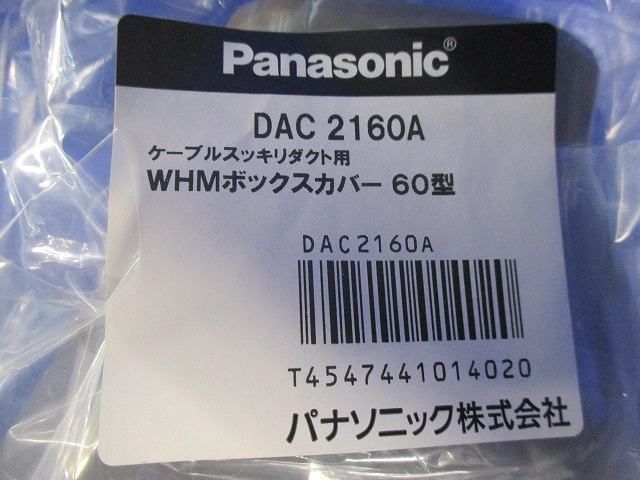 Panasonic®
DAC 2160A
ケーブルスッキリダクト用
WHMボックスカバー 60型
DAC2160A
T4547441014020
パナソニック株式会社